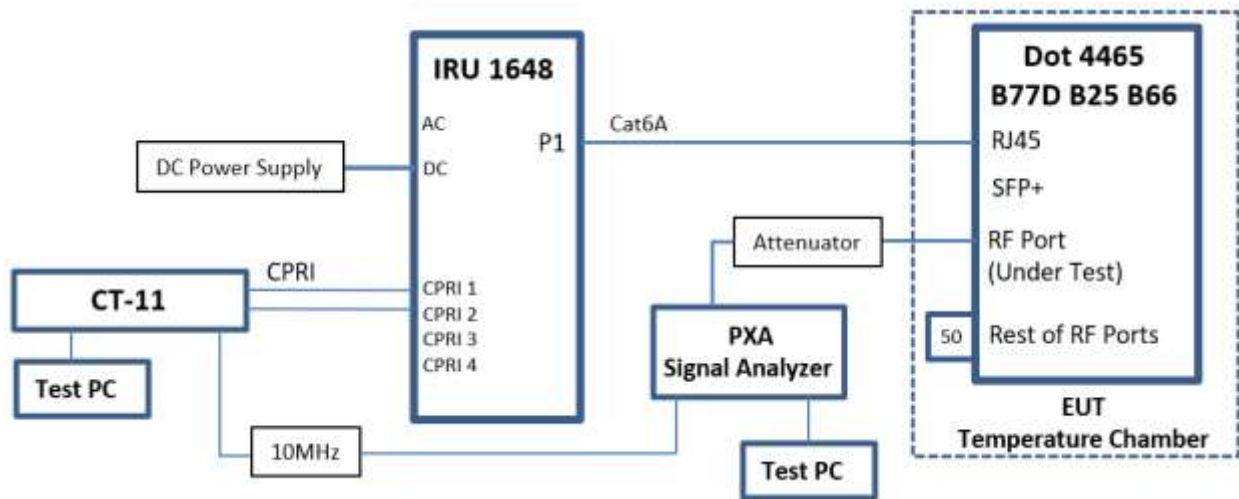 IRU 1648
AC
P1
DC
CPRI 1
CPRI 2
CPRI 3
CPRI 4
DC Power Supply
CPRI
CT-11
Test PC
10MHz
Cat6A
Attenuator
PXA
Signal Analyzer
Test PC
Dot 4465
B77D B25 B66
RJ45
SFP+
RF Port
(Under Test)
50
Rest of RF Ports
EUT
Temperature Chamber